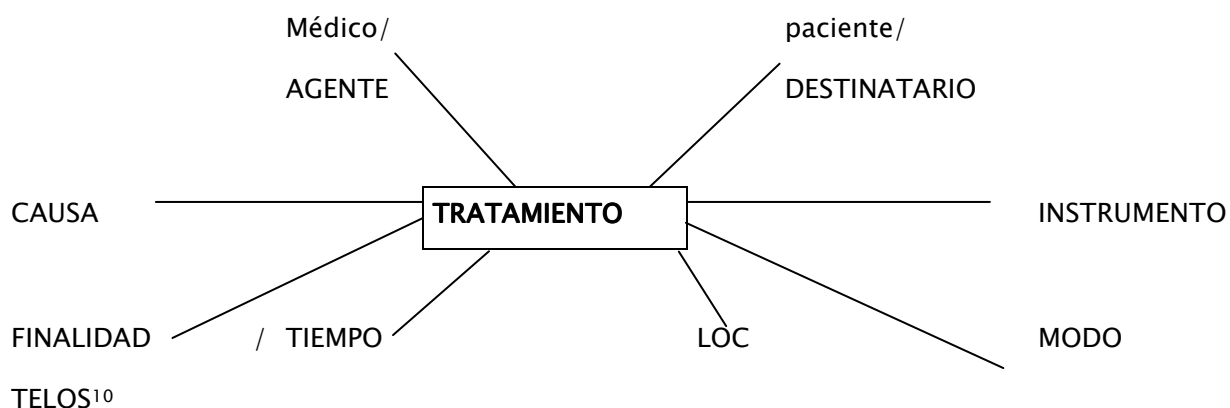 Médico/ paciente/
AGENTE DESTINATARIO
CAUSA TRATAMIENTO INSTRUMENTO
FINALIDAD / TIEMPO LOC MODO
TELOS10